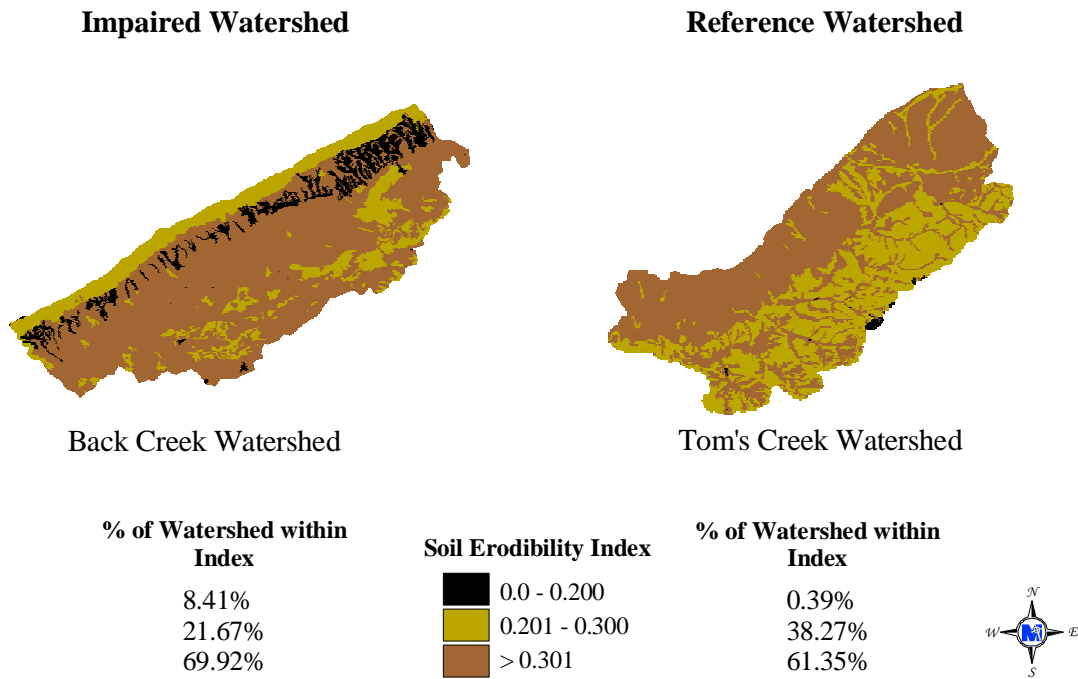 Impaired Watershed
Reference Watershed
Back Creek Watershed
Tom's Creek Watershed
% of Watershed within
Index
8.41%
21.67%
69.92%
Soil Erodibility Index
0.0 - 0.200
0.201 - 0.300
> 0.301
% of Watershed within
Index
0.39%
38.27%
61.35%
N
W
M
E
S